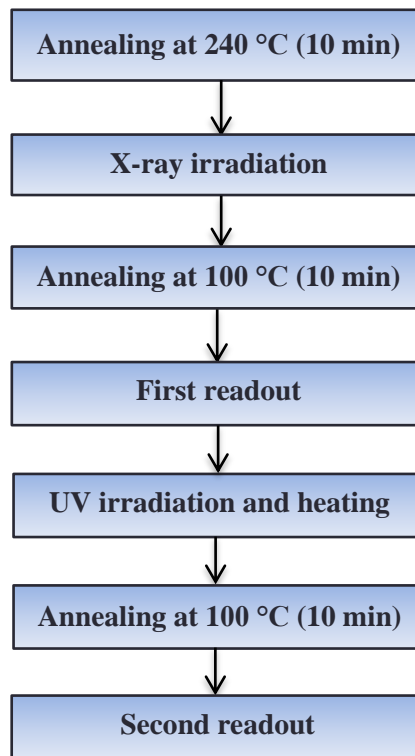 Annealing at 240 °C (10 min)
X-ray irradiation
Annealing at 100 °C (10 min)
First readout
UV irradiation and heating
Annealing at 100 °C (10 min)
Second readout